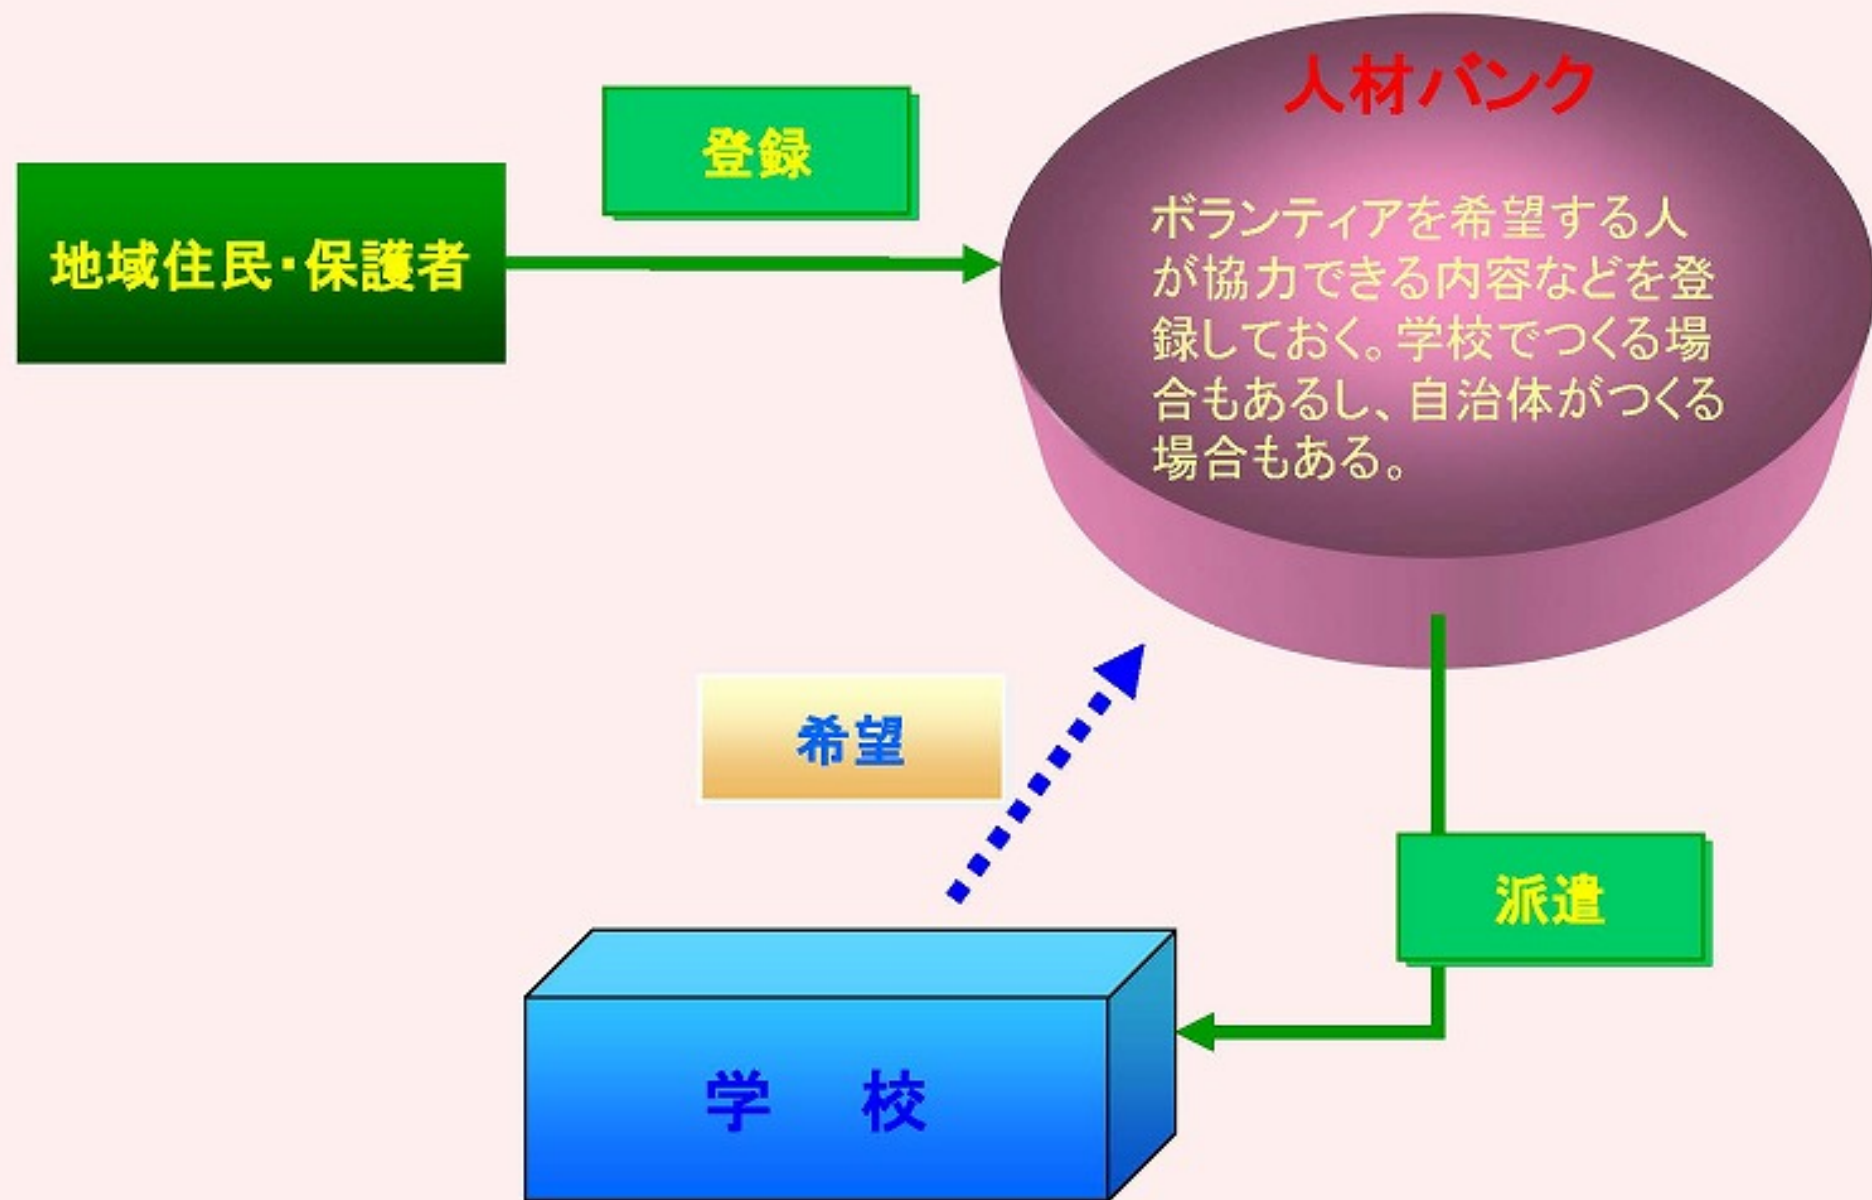 人材バンク
登録
地域住民・保護者
ボランティアを希望する人
が協力できる内容などを登
録しておく。学校でつくる場
合もあるし、自治体がつくる
場合もある。
希望
派遣
学　校